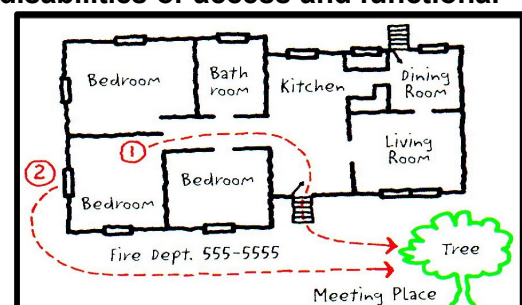 disabilities or access and functional
Bedroom
Bath
room
Kitchen
Dining
Room
Living
Room
1
2
Bedroom
Bedroom
Fire Dept. 555-5555
Tree
Meeting Place